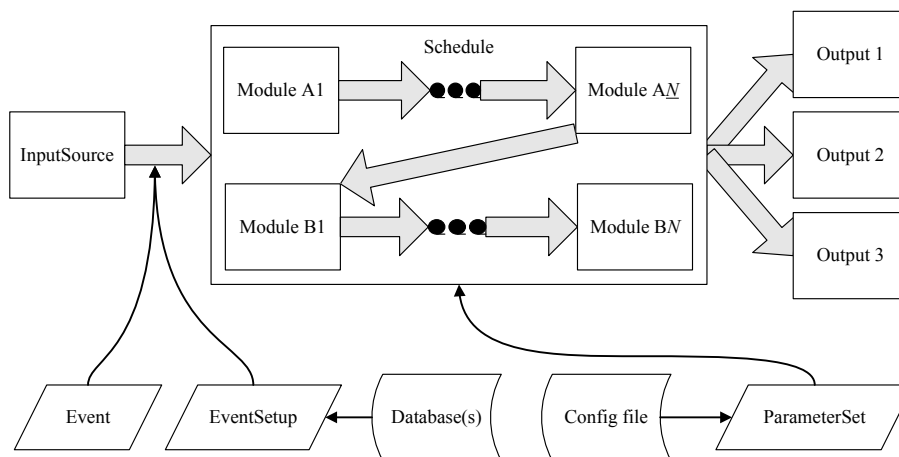 Schedule
Output 1
Module A1
Module AN
InputSource
Output 2
Module B1
Module BN
Output 3
Event
EventSetup
Database(s)
Config file
ParameterSet